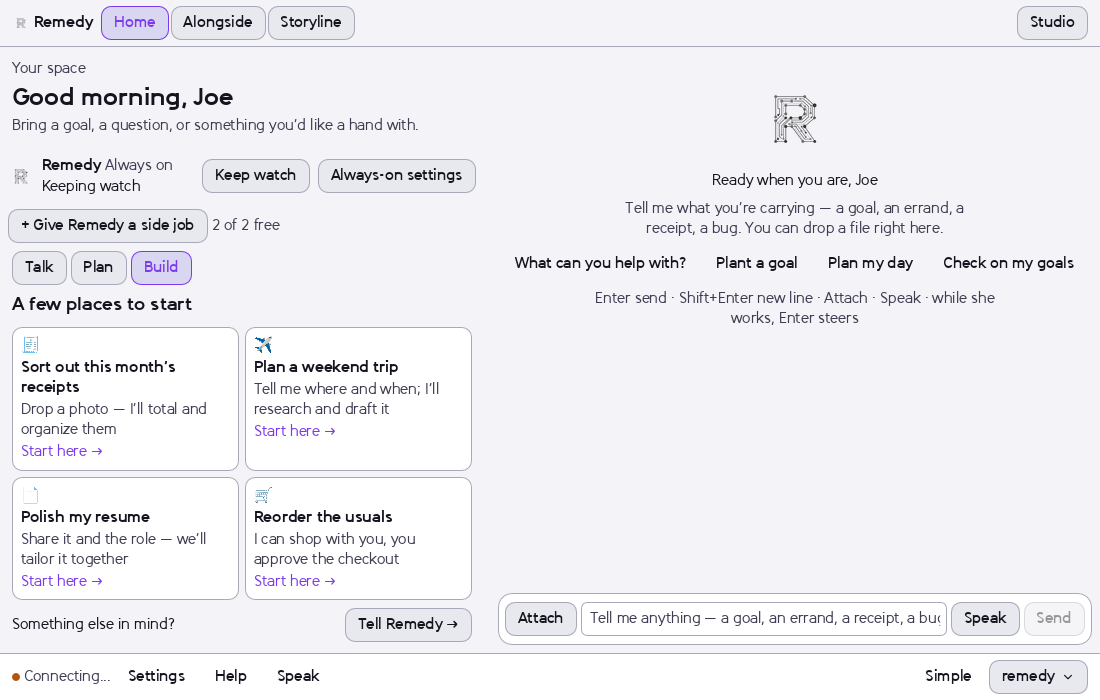 Remedy Home Alongside Storyline Studio
Your space
Good morning, Joe
Bring a goal, a question, or something you'd like a hand with.
Remedy Always on
Keeping watch
Keep watch Always-on settings
+ Give Remedy a side job 2 of 2 free
Talk Plan Build
A few places to start
Sort out this month's
receipts
Drop a photo — I'll total and
organize them
Start here →
Plan a weekend trip
Tell me where and when; I'll
research and draft it
Start here →
Polish my resume
Share it and the role — we'll
tailor it together
Start here →
Reorder the usuals
I can shop with you, you
approve the checkout
Start here →
Something else in mind? Tell Remedy →
Ready when you are, Joe
Tell me what you're carrying — a goal, an errand, a
receipt, a bug. You can drop a file right here.
What can you help with? Plant a goal Plan my day Check on my goals
Enter send · Shift+Enter new line · Attach · Speak · while she
works, Enter steers
Attach Tell me anything — a goal, an errand, a receipt, a bug Speak Send
Connecting... Settings Help Speak Simple remedy